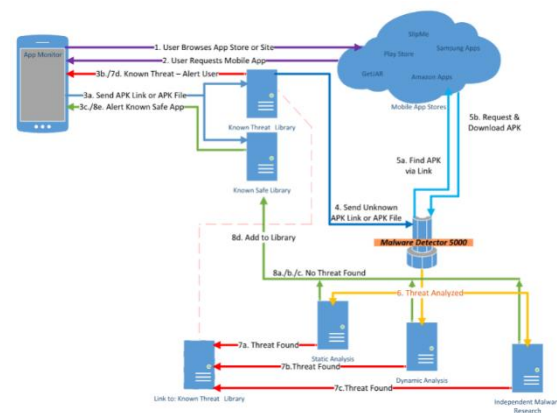 App Monitor
1. User Browses App Store or Site
2. User Requests Mobile App
3b./7d. Known Threat – Alert User
3a. Send APK Link or APK File
3c./8e. Alert Known Safe App
SlipMe
Play Store
Samsung Apps
GetJAR
Amazon Apps
Mobile App Stores
Known Threat Library
Known Safe Library
5b. Request &
Download APK
5a. Find APK
via Link
4. Send Unknown
APK Link or APK File
Malware Detector 5000
8d. Add to Library
8a./b./c. No Threat Found
6. Threat Analyzed
7a. Threat Found
Static Analysis
7b.Threat Found
Dynamic Analysis
7c.Threat Found
Link to: Known Threat Library
Independent Malwar
Research